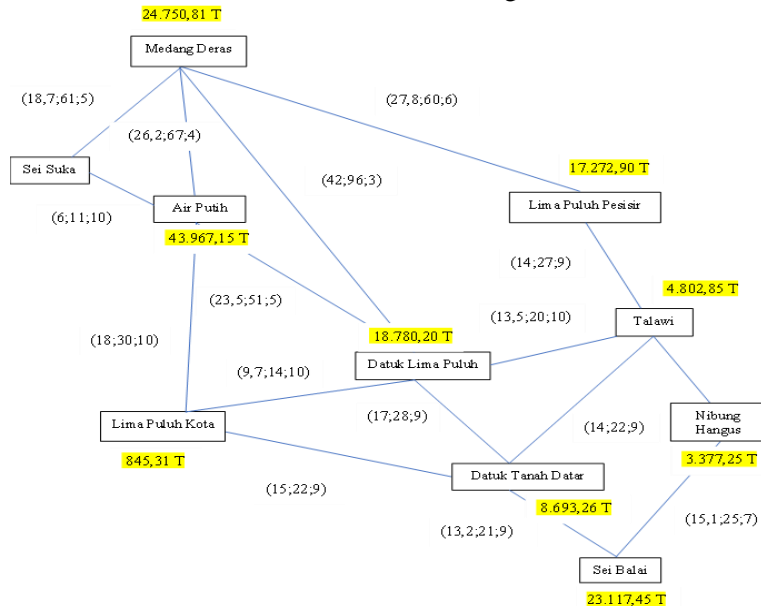 24.750,81 T
Medang Deras
(18,7;61;5)
(27,8;60;6)
(26,2;67;4)
Sei Suka
(42;96;3)
17.272,90 T
Air Putih
Lima Puluh Pesisir
(6;11;10)
43.967,15 T
(14;27;9)
4.802,85 T
(23,5;51;5)
(13,5;20;10)
Talawi
(18;30;10)
18.780,20 T
Datuk Lima Puluh
(9,7;14;10)
Lima Puluh Kota
(17;28;9)
(14;22;9)
Nibung
Hangus
845,31 T
3.377,25 T
Datuk Tanah Datar
(15;22;9)
8.693,26 T
(13,2;21;9)
(15,1;25;7)
Sei Balai
23.117,45 T